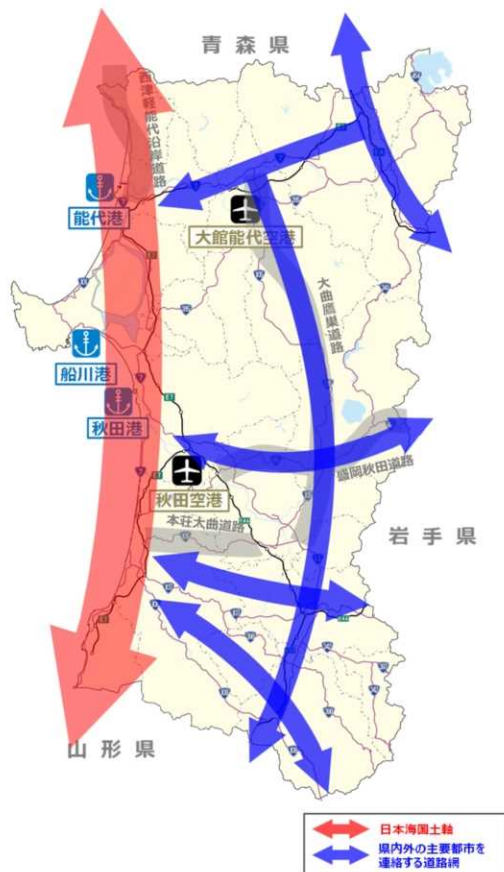 青森県
西津軽能代沿岸道路
能代港
大館能代空港
大曲鷹巣道路
船川港
秋田港
盛岡秋田道路
秋田空港
本荘大曲道路
岩手県
山形県
日本海国土軸
県内外の主要都市を
連絡する道路網